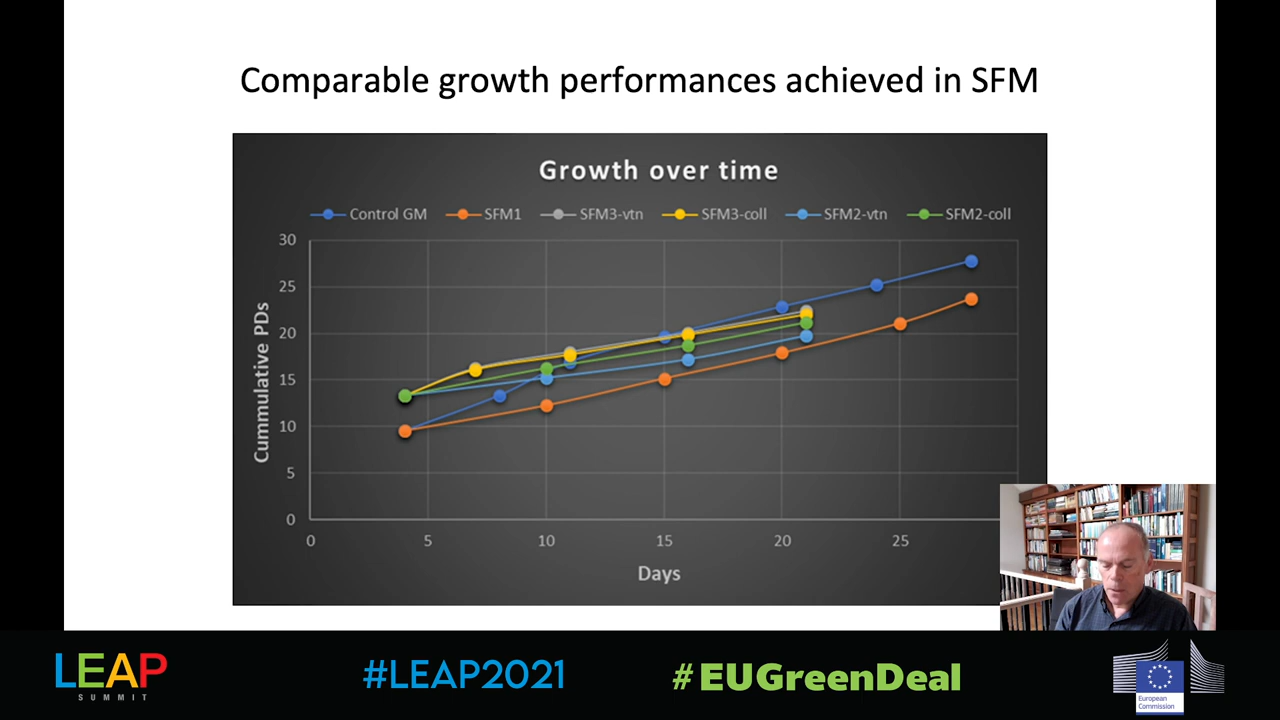 Comparable growth performances achieved in SFM
Growth over time
Control GM SFM1 SFM3-vtn SFM3-coll SFM2-vtn SFM2-coll
Cummulative PDs
30
25
20
15
10
5
0
0 5 10 15 20 25
Days
LEAP
SUMMIT
#LEAP2021
#EUGreenDeal
European
Commission